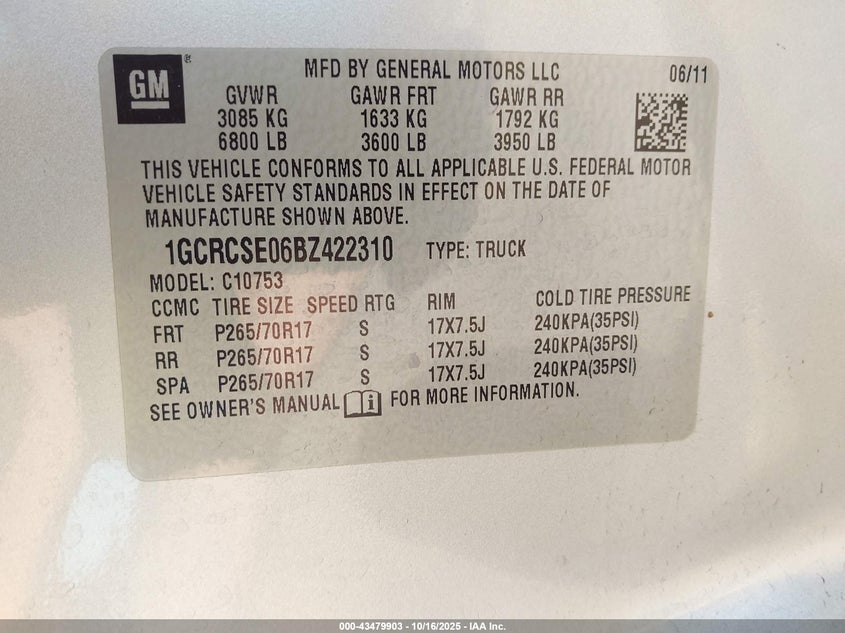 GM ®
MFD BY GENERAL MOTORS LLC 06/11
GVWR GAWR FRT GAWR RR
3085 KG 1633 KG 1792 KG
6800 LB 3600 LB 3950 LB
THIS VEHICLE CONFORMS TO ALL APPLICABLE U.S. FEDERAL MOTOR
VEHICLE SAFETY STANDARDS IN EFFECT ON THE DATE OF
MANUFACTURE SHOWN ABOVE.
1GCRCSE06BZ422310 TYPE: TRUCK
MODEL: C10753
CCMC TIRE SIZE SPEED RTG RIM COLD TIRE PRESSURE
FRT P265/70R17 S 17X7.5J 240KPA(35PSI)
RR P265/70R17 S 17X7.5J 240KPA(35PSI)
SPA P265/70R17 S 17X7.5J 240KPA(35PSI)
SEE OWNER'S MANUAL i FOR MORE INFORMATION.
000-43479903 - 10/16/2025 - IAA Inc.